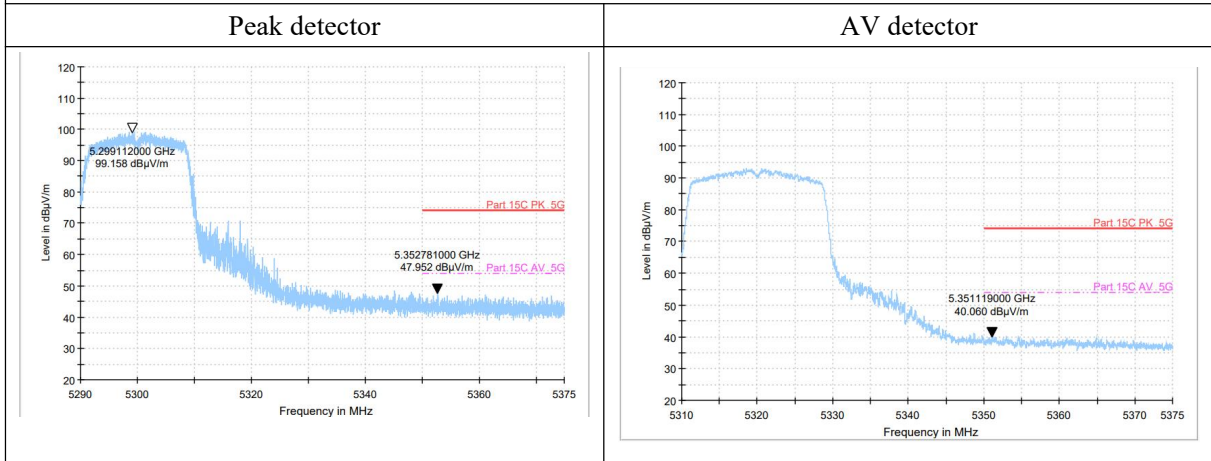 Peak detector
AV detector
120
110
100
90
80
70
60
50
40
30
20
Level in dBμV/m
5.299112000 GHz
99.158 dBμV/m
Part 15C PK_5G
5.352781000 GHz
47.952 dBμV/m
Part 15C AV_5G
5290
5300
5320
5340
5360
5375
Frequency in MHz
120
110
100
90
80
70
60
50
40
30
20
Level in dBμV/m
Part 15C PK_5G
Part 15C AV_5G
5.351119000 GHz
40.060 dBμV/m
5310
5320
5330
5340
5350
5360
5370
5375
Frequency in MHz